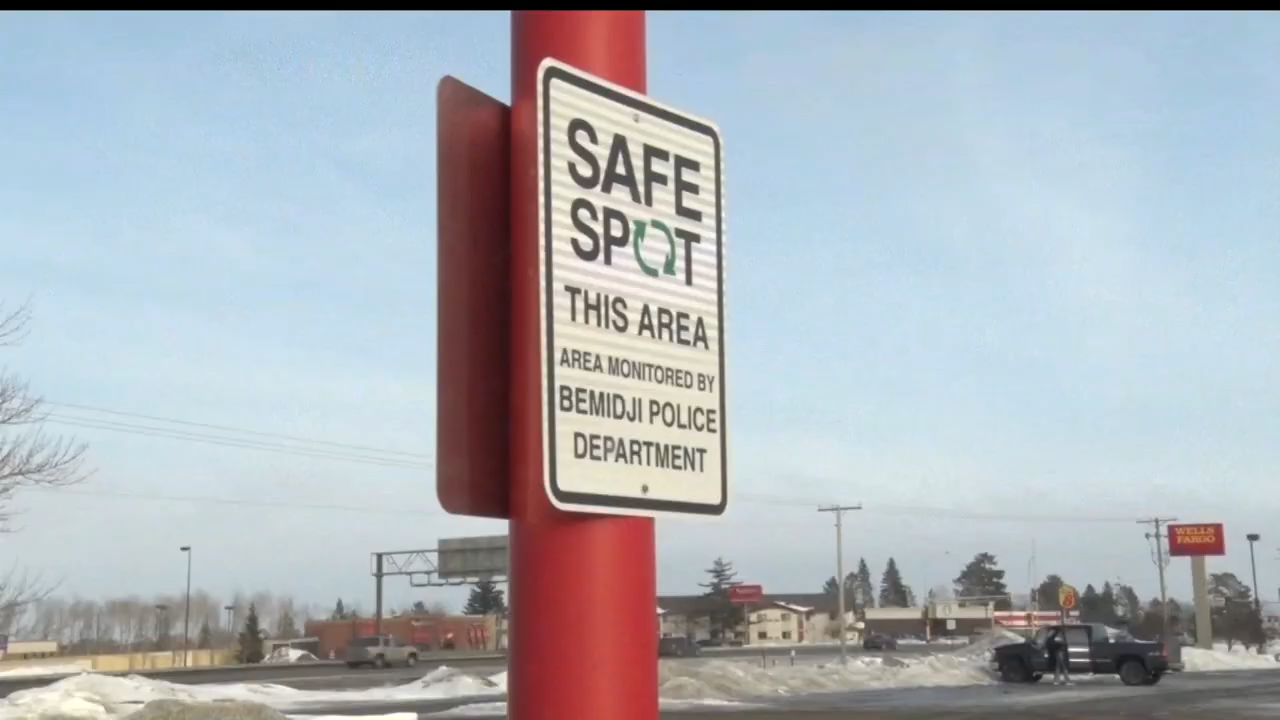 SAFE
SPOT
THIS AREA
AREA MONITORED BY
BEMIDJI POLICE
DEPARTMENT
WELLS
FARGO